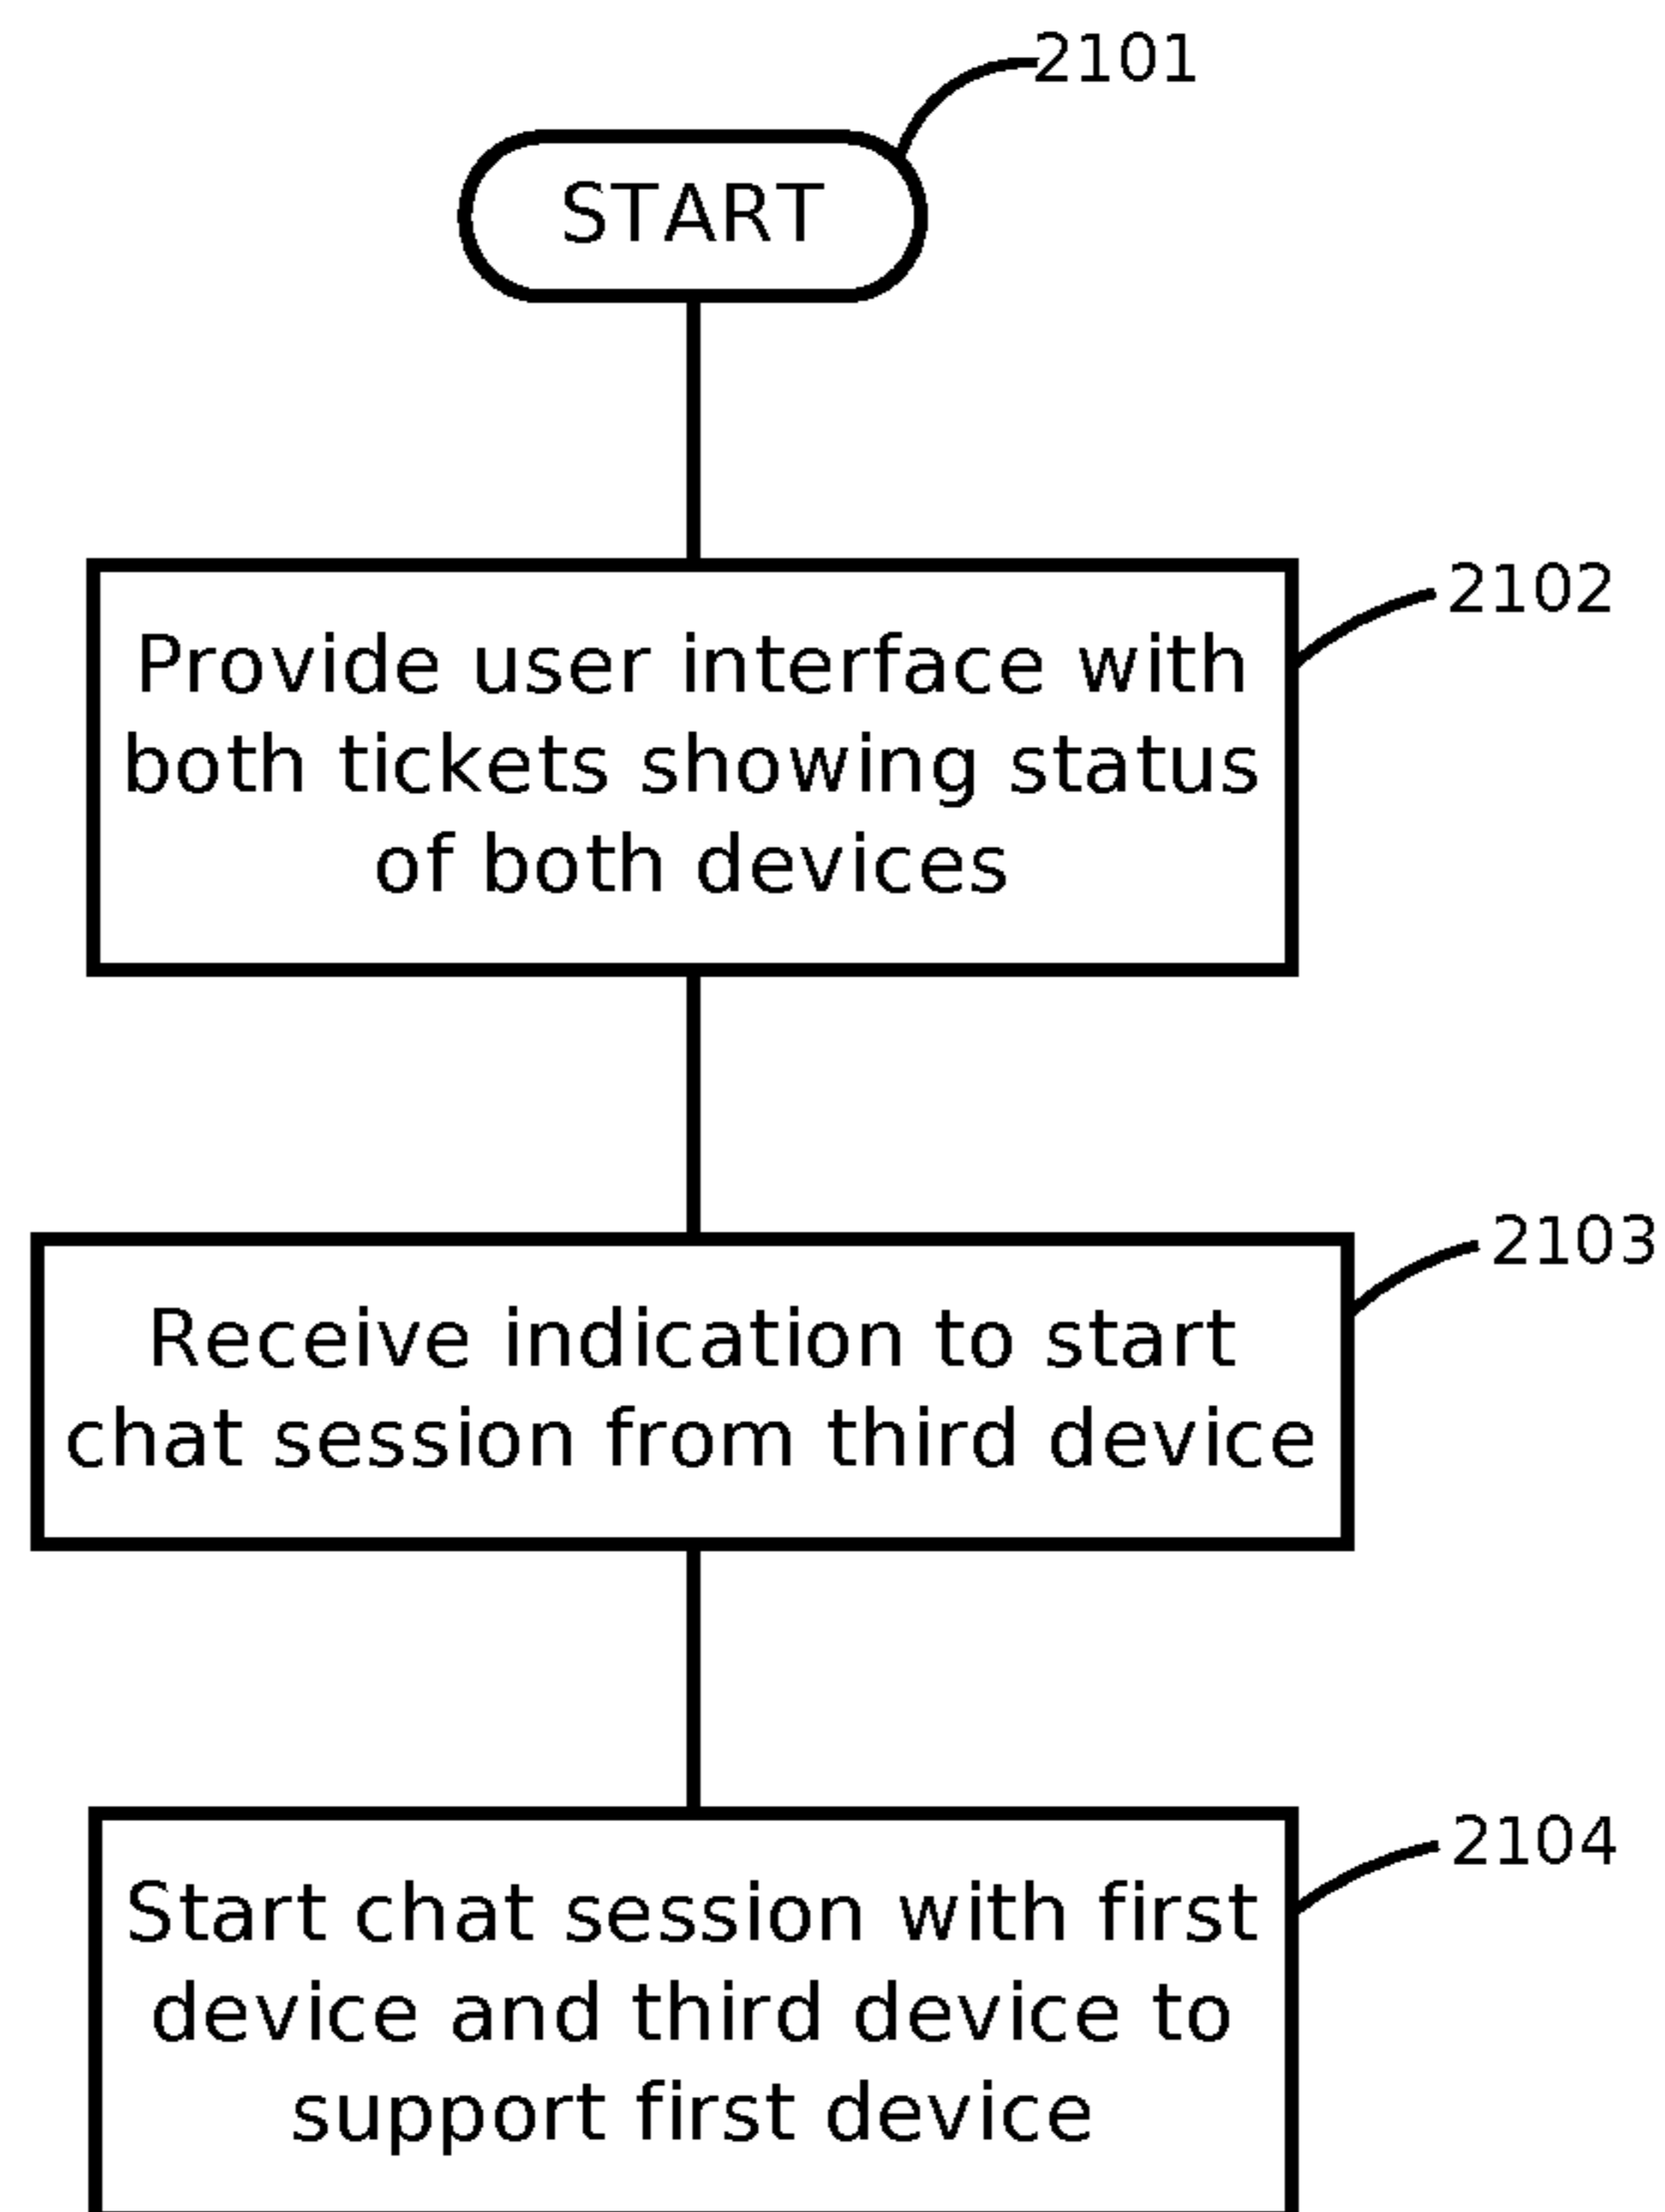 2101
START
2102
Provide user interface with
both tickets showing status
of both devices
2103
Receive indication to start
chat session from third device
2104
Start chat session with first
device and third device to
support first device